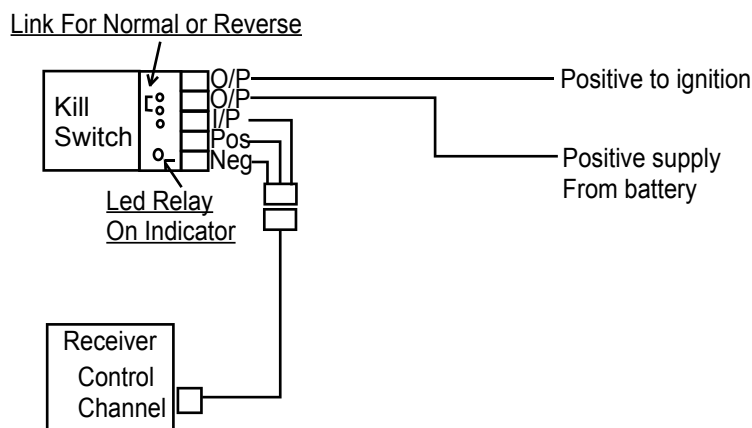 Link For Normal or Reverse
O/P
Positive to ignition
Kill
Switch
O/P
I/P
Pos
Neg
Positive supply
From battery
Led Relay
On Indicator
Receiver
Control
Channel